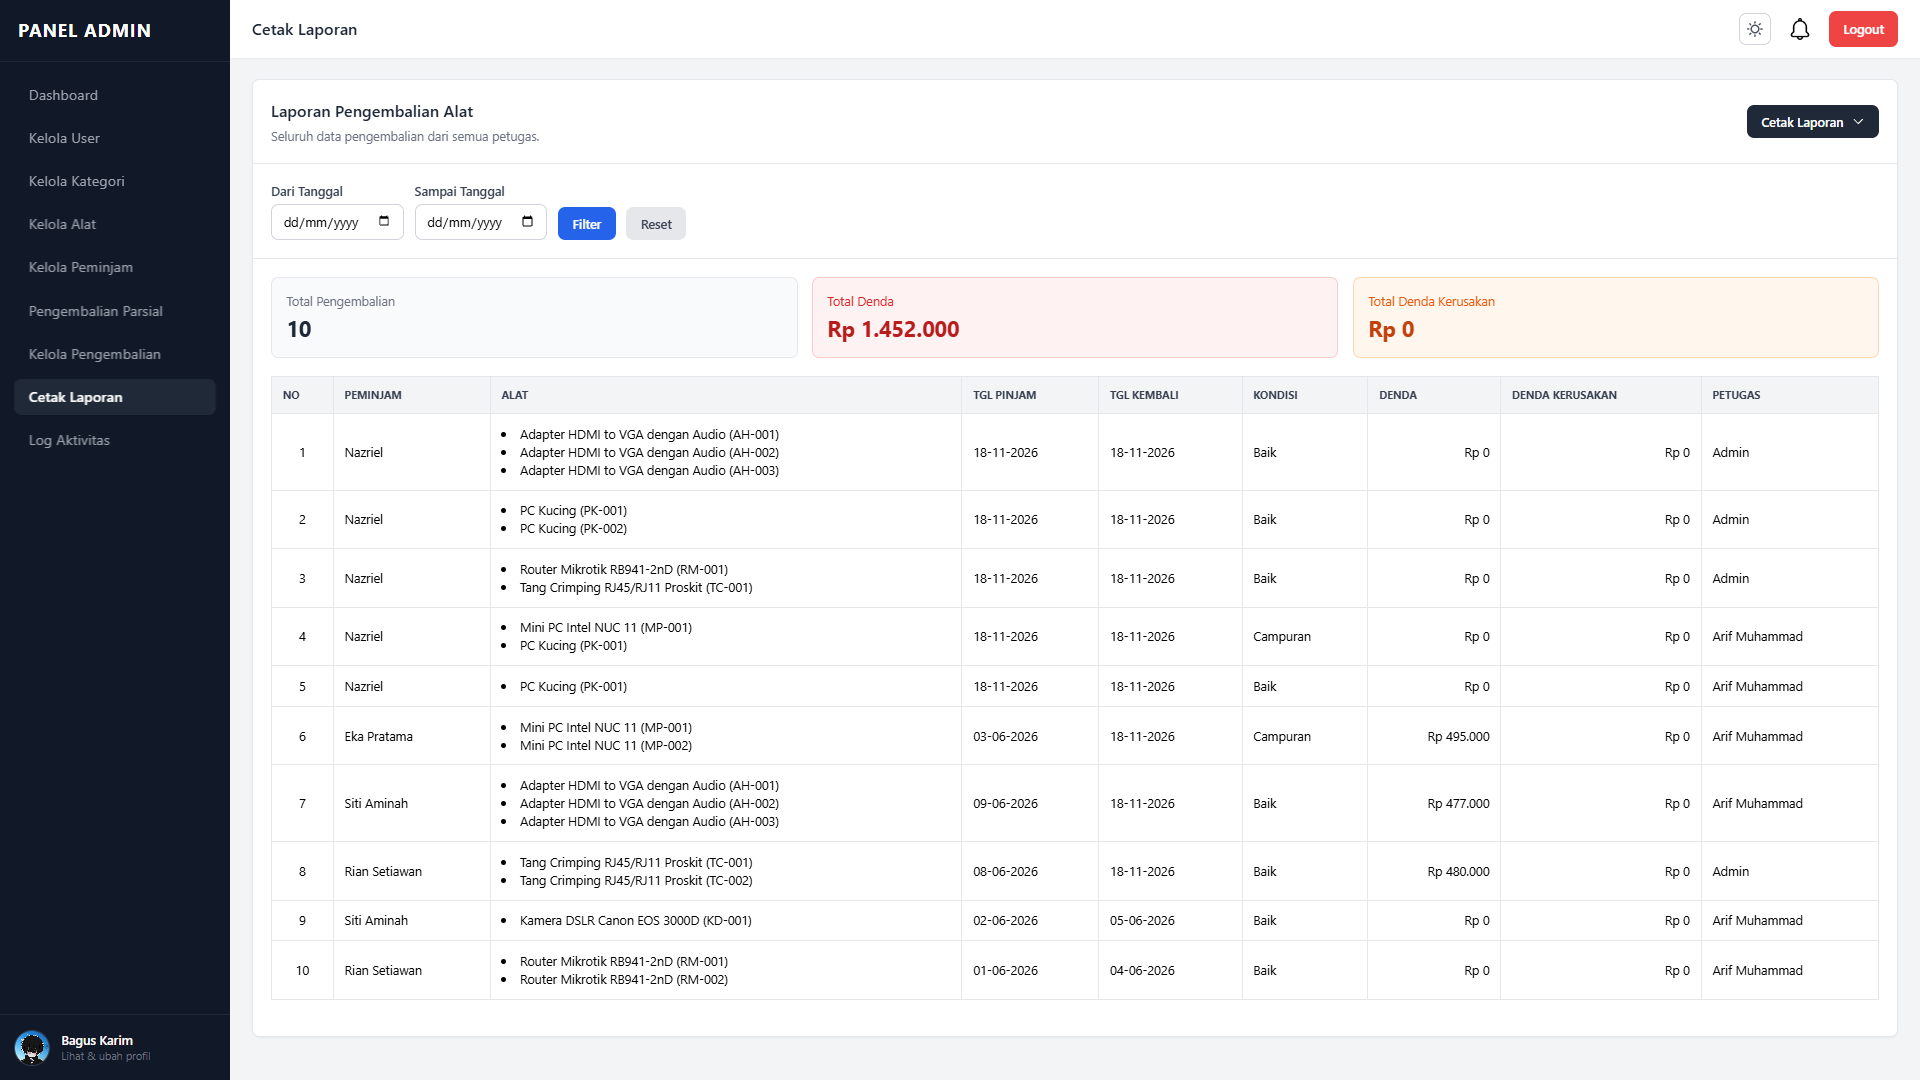 PANEL ADMIN
Dashboard
Kelola User
Kelola Kategori
Kelola Alat
Kelola Peminjam
Pengembalian Parsial
Kelola Pengembalian
Cetak Laporan
Log Aktivitas
Bagus Karim
Lihat & ubah profil
Cetak Laporan
Logout
Laporan Pengembalian Alat
Seluruh data pengembalian dari semua petugas.
Cetak Laporan
Dari Tanggal
Sampai Tanggal
dd/mm/yyyy
dd/mm/yyyy
Filter
Reset
Total Pengembalian
10
Total Denda
Rp 1.452.000
Total Denda Kerusakan
Rp 0
NO PEMINJAM ALAT TGL PINJAM TGL KEMBALI KONDISI DENDA DENDA KERUSAKAN PETUGAS
Adapter HDMI to VGA dengan Audio (AH-001)
1 Nazriel Adapter HDMI to VGA dengan Audio (AH-002) 18-11-2026 18-11-2026 Baik Rp 0 Rp 0 Admin
Adapter HDMI to VGA dengan Audio (AH-003)
PC Kucing (PK-001)
2 Nazriel 18-11-2026 18-11-2026 Baik Rp 0 Rp 0 Admin
PC Kucing (PK-002)
Router Mikrotik RB941-2nD (RM-001)
3 Nazriel 18-11-2026 18-11-2026 Baik Rp 0 Rp 0 Admin
Tang Crimping RJ45/RJ11 Proskit (TC-001)
Mini PC Intel NUC 11 (MP-001)
4 Nazriel 18-11-2026 18-11-2026 Campuran Rp 0 Rp 0 Arif Muhammad
PC Kucing (PK-001)
5 Nazriel PC Kucing (PK-001) 18-11-2026 18-11-2026 Baik Rp 0 Rp 0 Arif Muhammad
Mini PC Intel NUC 11 (MP-001)
6 Eka Pratama 03-06-2026 18-11-2026 Campuran Rp 495.000 Rp 0 Arif Muhammad
Mini PC Intel NUC 11 (MP-002)
Adapter HDMI to VGA dengan Audio (AH-001)
7 Siti Aminah Adapter HDMI to VGA dengan Audio (AH-002) 09-06-2026 18-11-2026 Baik Rp 477.000 Rp 0 Arif Muhammad
Adapter HDMI to VGA dengan Audio (AH-003)
Tang Crimping RJ45/RJ11 Proskit (TC-001)
8 Rian Setiawan 08-06-2026 18-11-2026 Baik Rp 480.000 Rp 0 Admin
Tang Crimping RJ45/RJ11 Proskit (TC-002)
9 Siti Aminah Kamera DSLR Canon EOS 3000D (KD-001) 02-06-2026 05-06-2026 Baik Rp 0 Rp 0 Arif Muhammad
Router Mikrotik RB941-2nD (RM-001)
10 Rian Setiawan 01-06-2026 04-06-2026 Baik Rp 0 Rp 0 Arif Muhammad
Router Mikrotik RB941-2nD (RM-002)